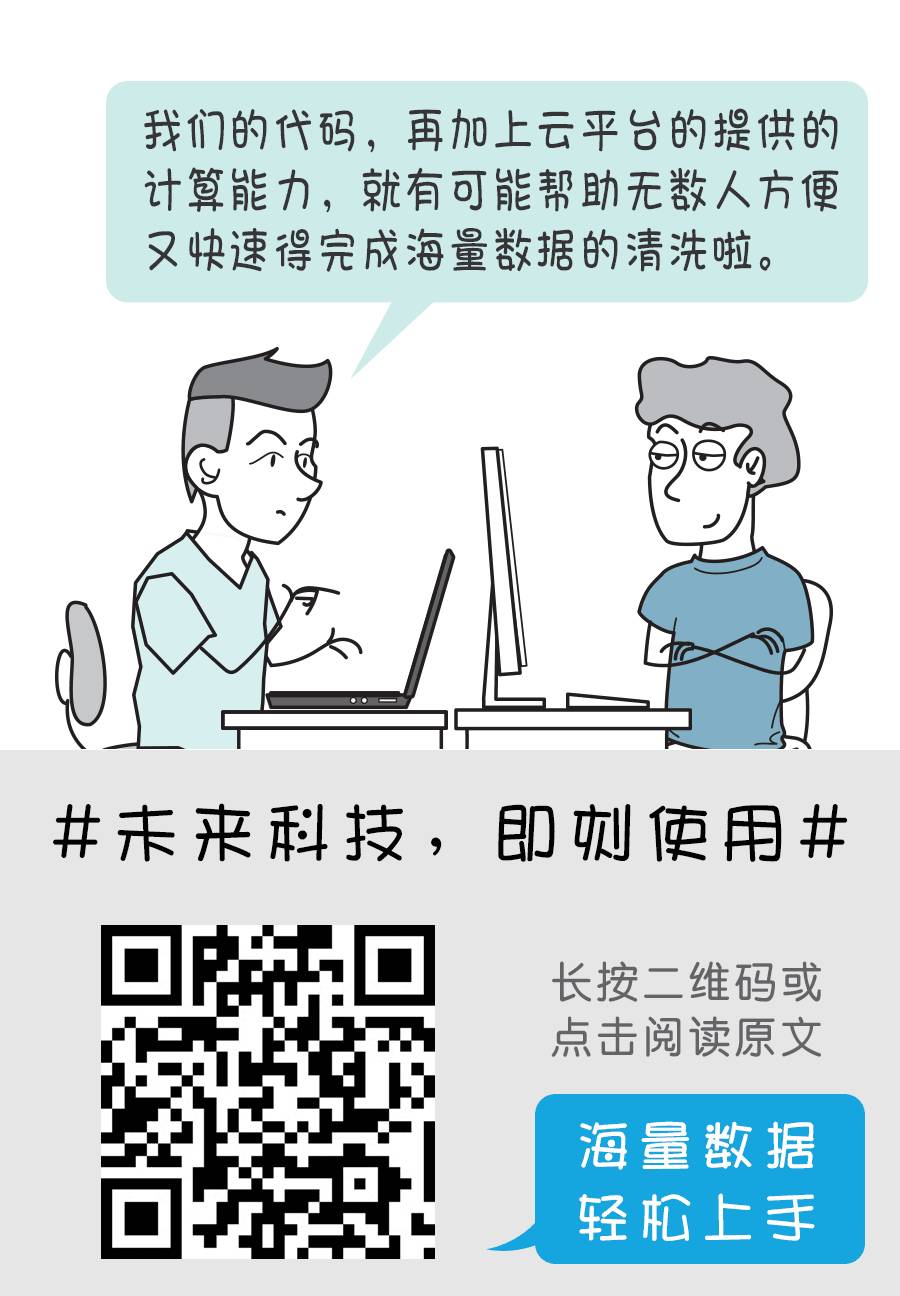 我们的代码，再加上云平台的提供的
计算能力，就有可能帮助无数人方便
又快速得完成海量数据的清洗啦。
#未来科技，即刻使用#
长按二维码或
点击阅读原文
海量数据
轻松上手